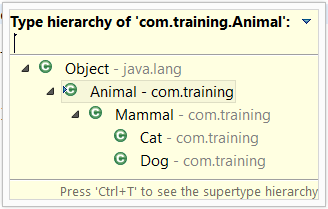 Type hierarchy of 'com.training.Animal':
Object - java.lang
Animal - com.training
Mammal - com.training
Cat - com.training
Dog - com.training
Press 'Ctrl+T' to see the supertype hierarchy